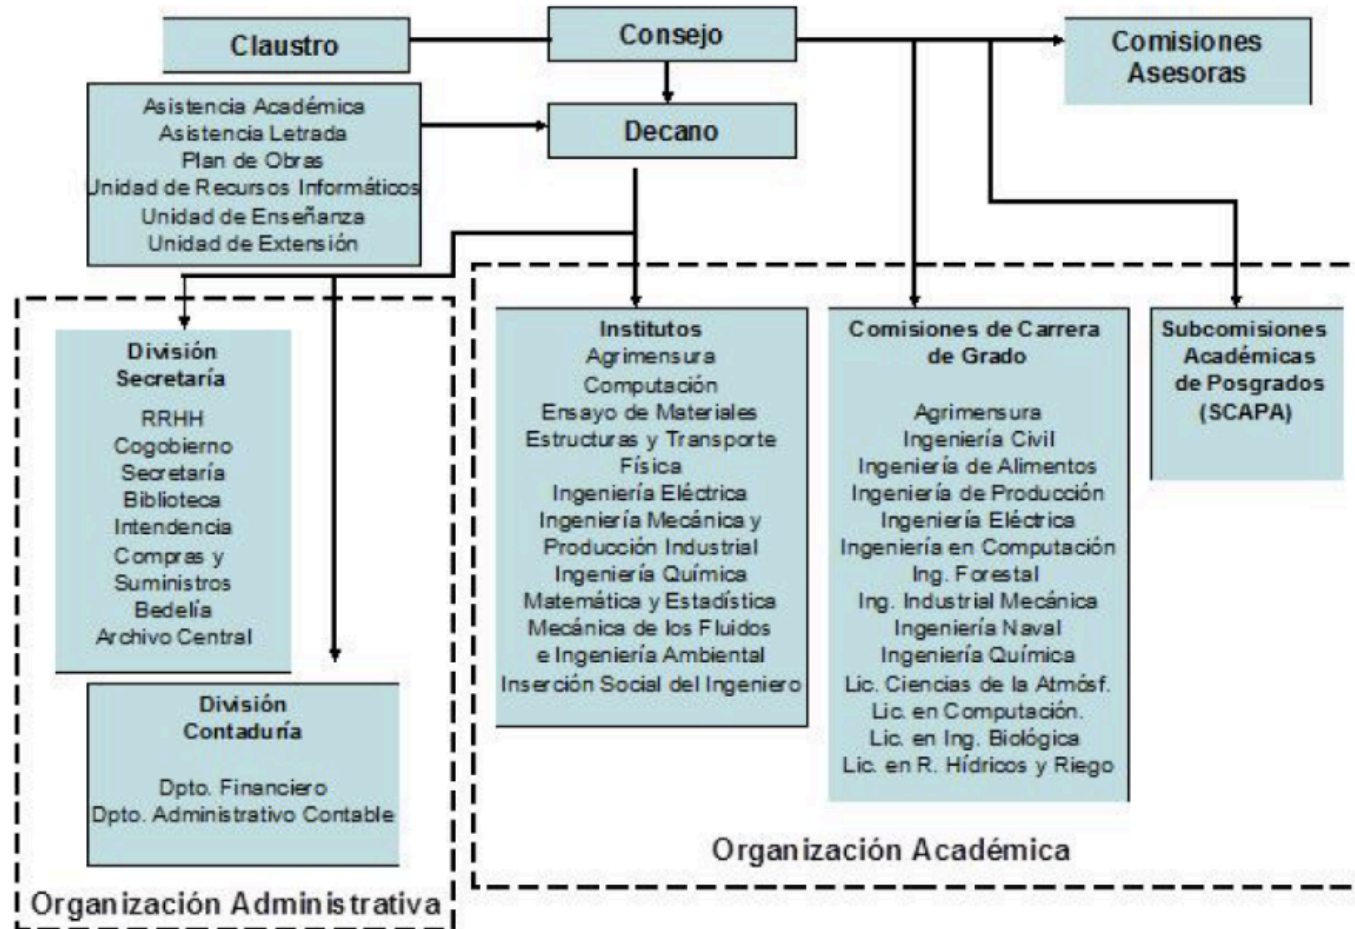 Claustro
Consejo
Comisiones
Asesoras
Asistencia Académica
Asistencia Letrada
Plan de Obras
Unidad de Recursos Informáticos
Unidad de Enseñanza
Unidad de Extensión
Decano
División
Secretaría
RRHH
Cogobierno
Secretaría
Biblioteca
Intendencia
Compras y
Suministros
Bedelía
Archivo Central
División
Contaduría
Dpto. Financiero
Dpto. Administrativo Contable
Organización Administrativa
Institutos
Agrimensura
Computación
Ensayo de Materiales
Estructuras y Transporte
Física
Ingeniería Eléctrica
Ingeniería Mecánica y
Producción Industrial
Ingeniería Química
Matemática y Estadística
Mecánica de los Fluidos
e Ingeniería Ambiental
Inserción Social del Ingeniero
Comisiones de Carrera
de Grado
Agrimensura
Ingeniería Civil
Ingeniería de Alimentos
Ingeniería de Producción
Ingeniería Eléctrica
Ingeniería en Computación
Ing. Forestal
Ing. Industrial Mecánica
Ingeniería Naval
Ingeniería Química
Lic. Ciencias de la Atmósf.
Lic. en Computación.
Lic. en Ing. Biológica
Lic. en R. Hídricos y Riego
Subcomisiones
Académicas
de Posgrados
(SCAPA)
Organización Académica